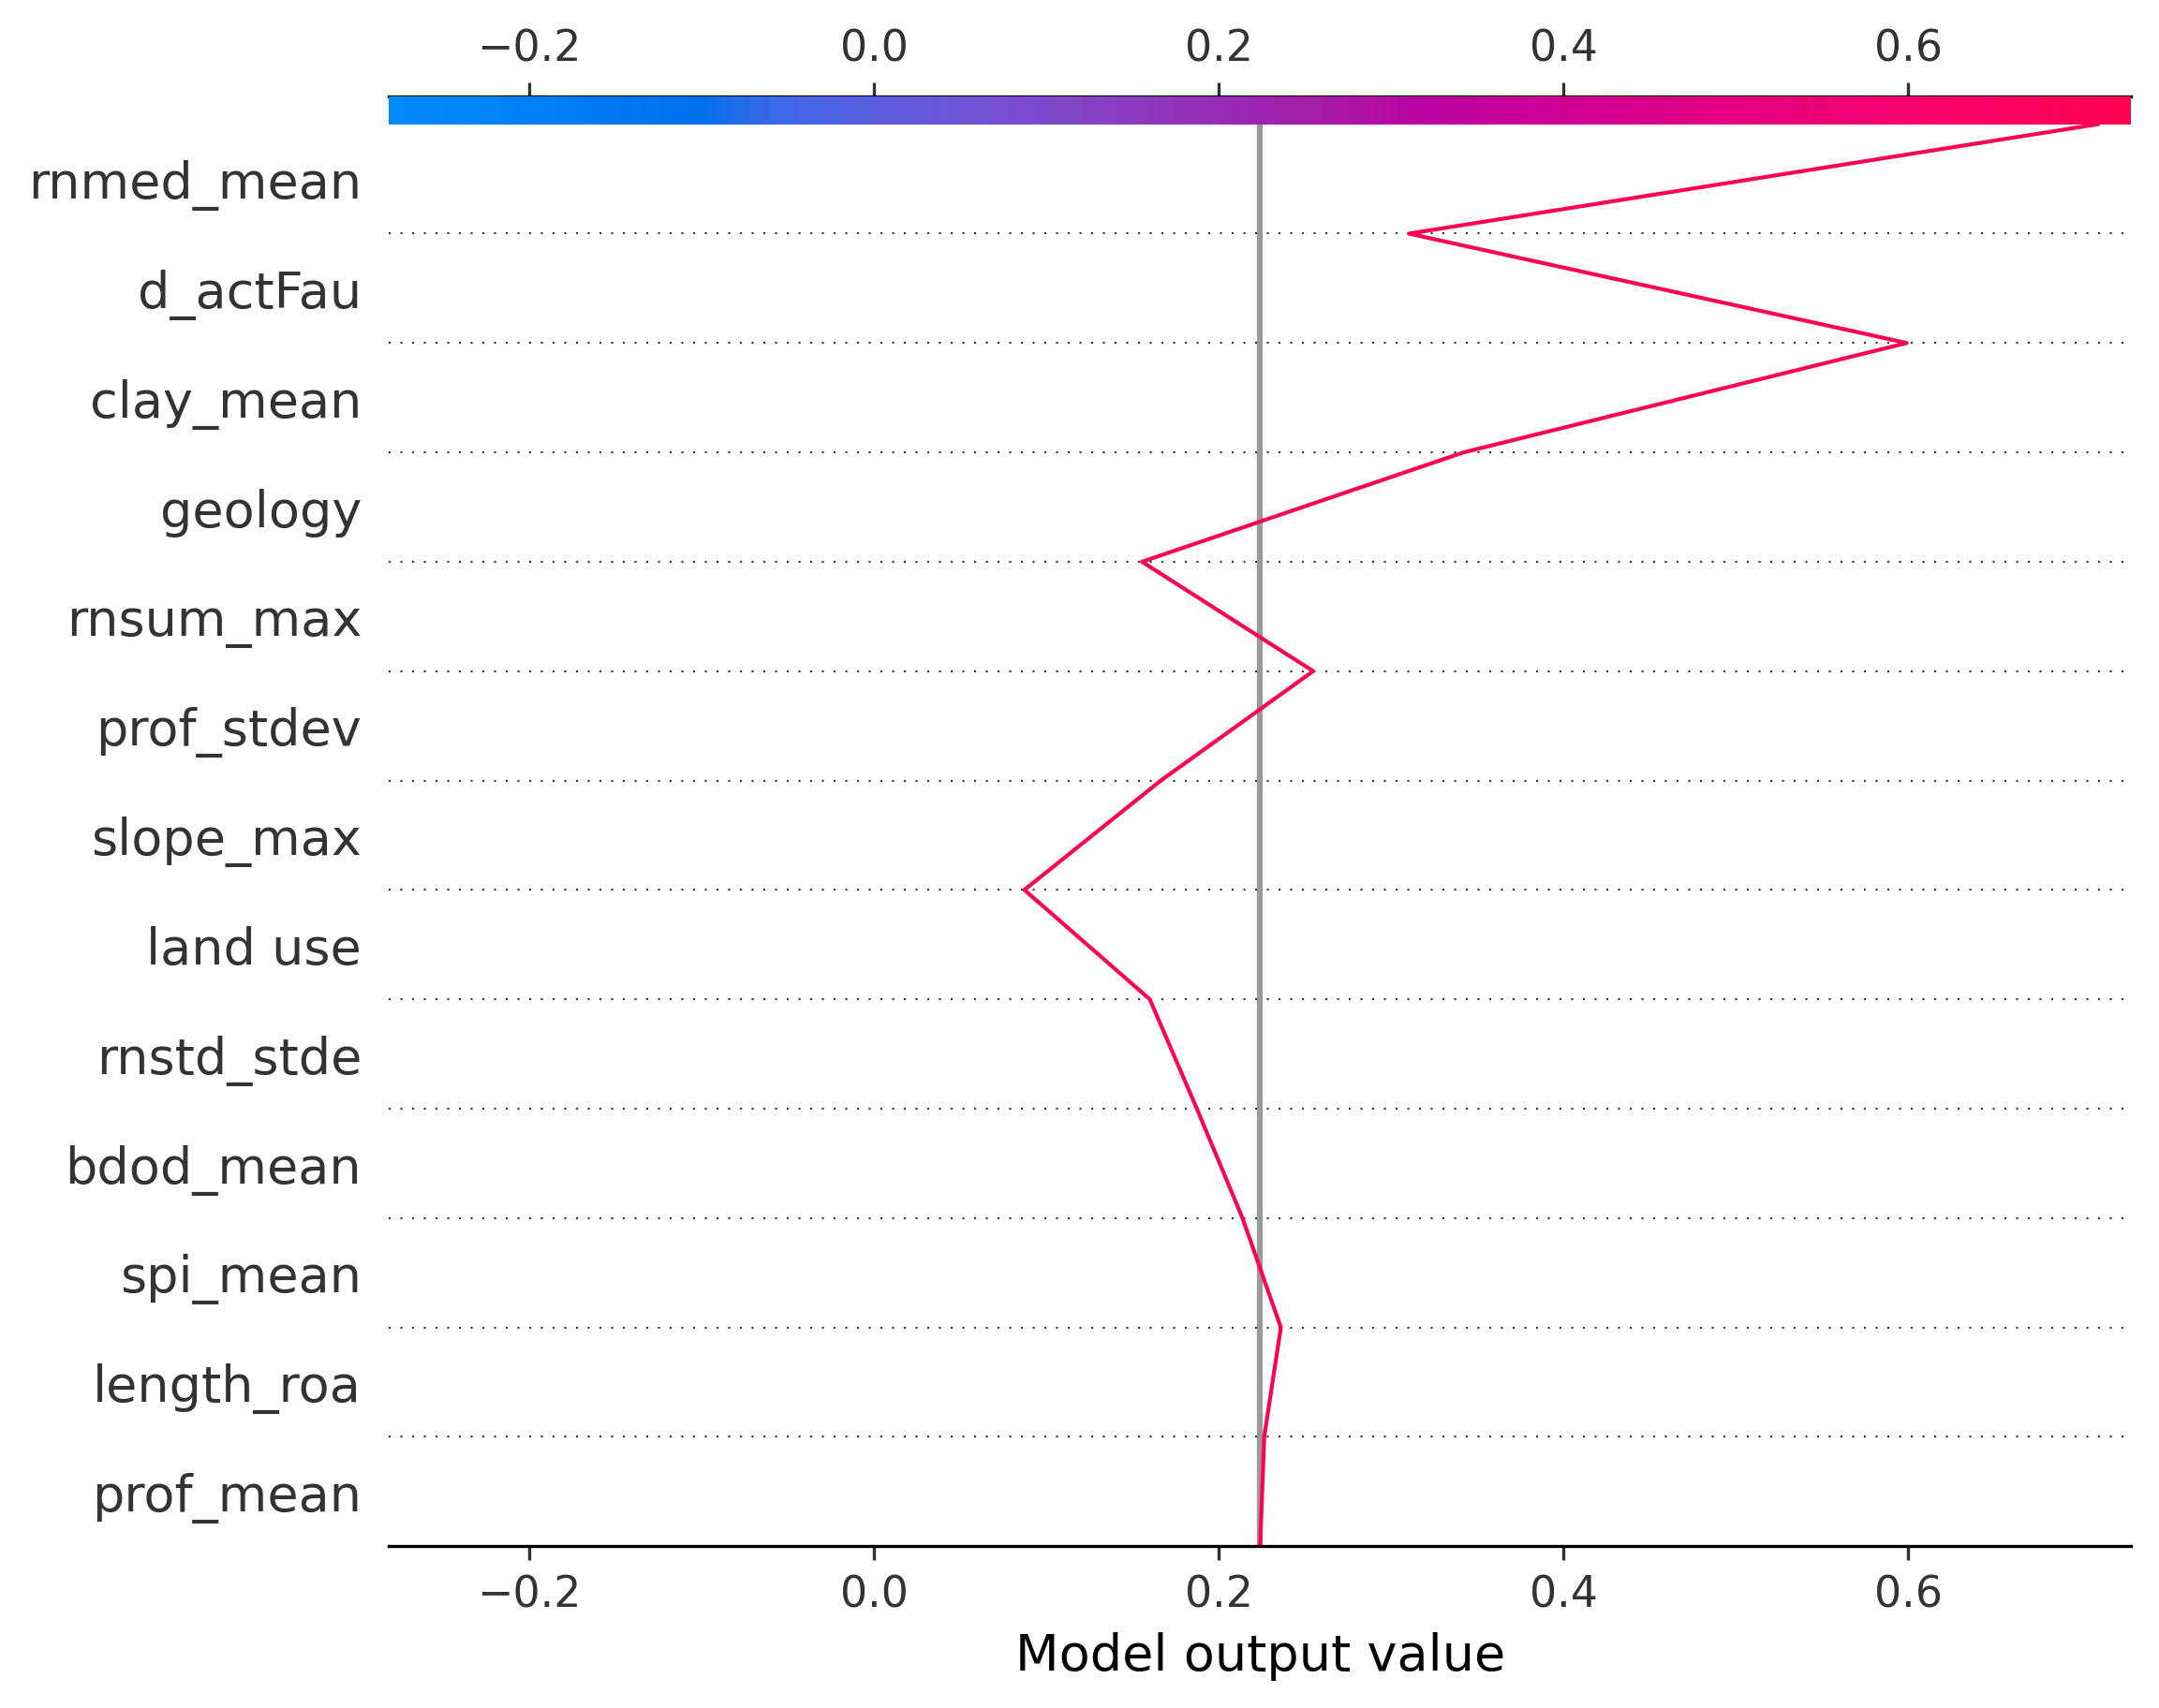 −0.2 0.0 0.2 0.4 0.6
rnmed_mean
d_actFau
clay_mean
geology
rnsum_max
prof_stdev
slope_max
land use
rnstd_stde
bdod_mean
spi_mean
length_roa
prof_mean
−0.2 0.0 0.2 0.4 0.6
Model output value